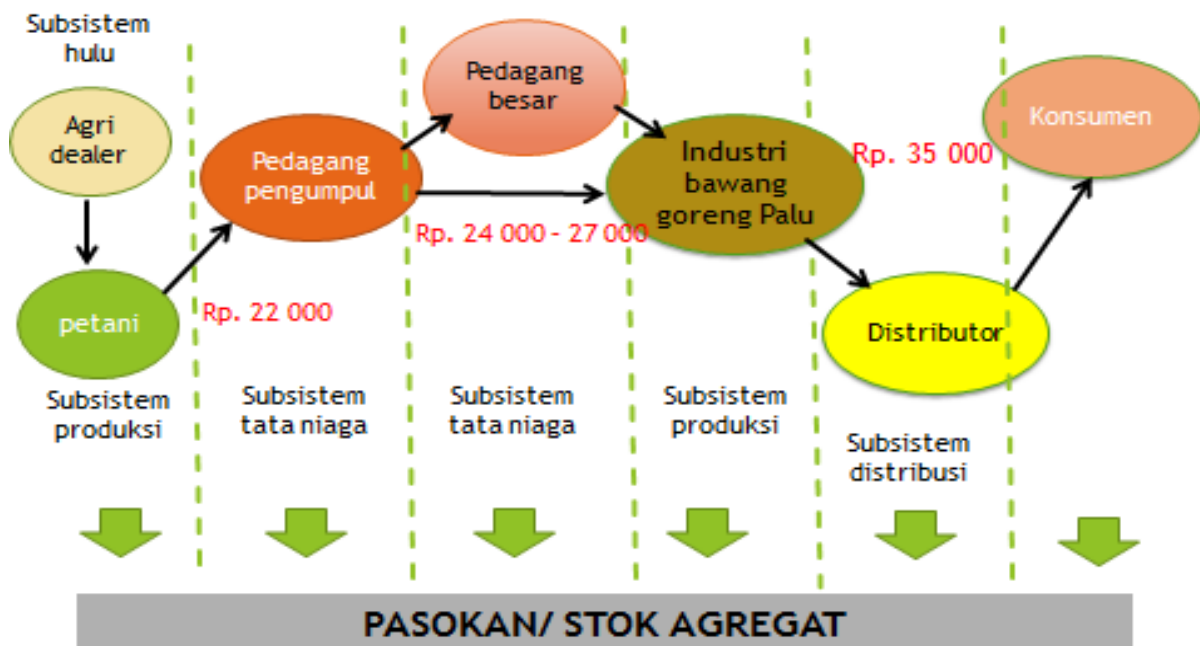 Subsistem
hulu
Agri
dealer
petani
Subsistem
produksi
Pedagang
pengumpul
Rp. 22 000
Subsistem
tata niaga
Pedagang
besar
Rp. 24 000 - 27 000
Subsistem
tata niaga
Industri
bawang
goreng Palu
Subsistem
produksi
Rp. 35 000
Distributor
Subsistem
distribusi
Konsumen
PASOKAN/ STOK AGREGAT